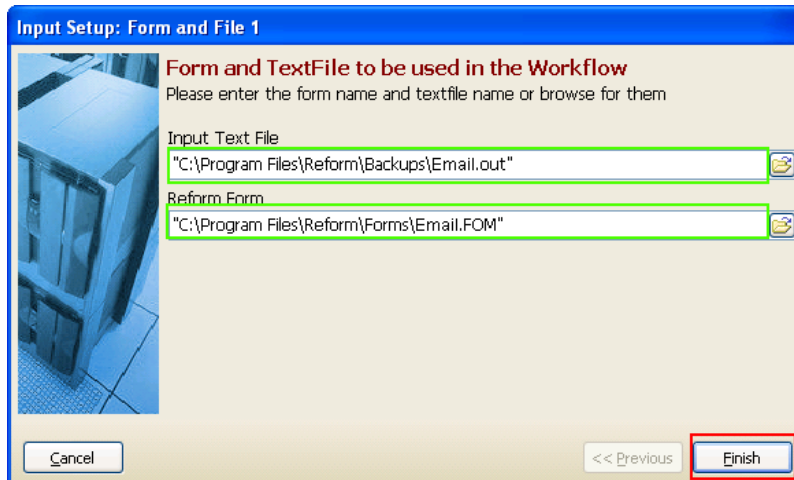 Input Setup: Form and File 1
Form and TextFile to be used in the Workflow
Please enter the form name and textfile name or browse for them
Input Text File
"C:\Program Files\Reform\Backups\Email.out"
Reform Form
"C:\Program Files\Reform\Forms\Email.FOM"
Cancel
<< Previous
Finish